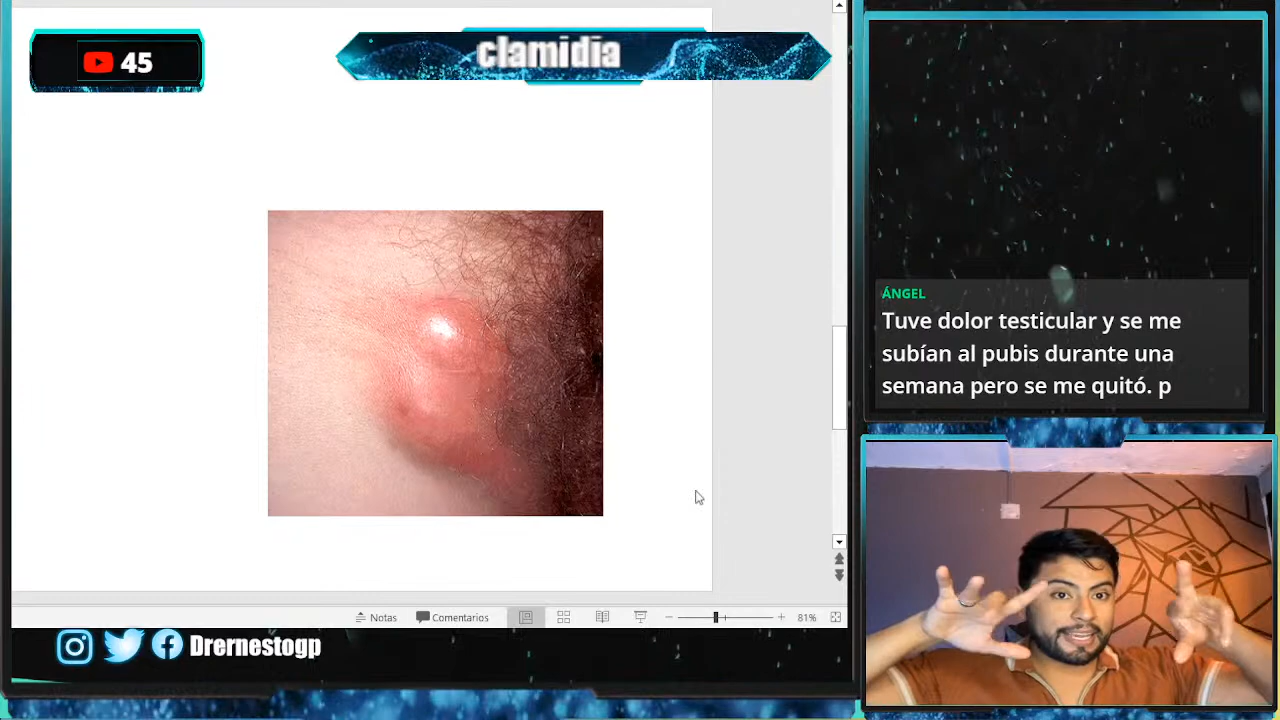 45
clamidia
ÁNGEL
Tuve dolor testicular y se me
subían al pubis durante una
semana pero se me quitó. p
Notas
Comentarios
81%
Drernestogp